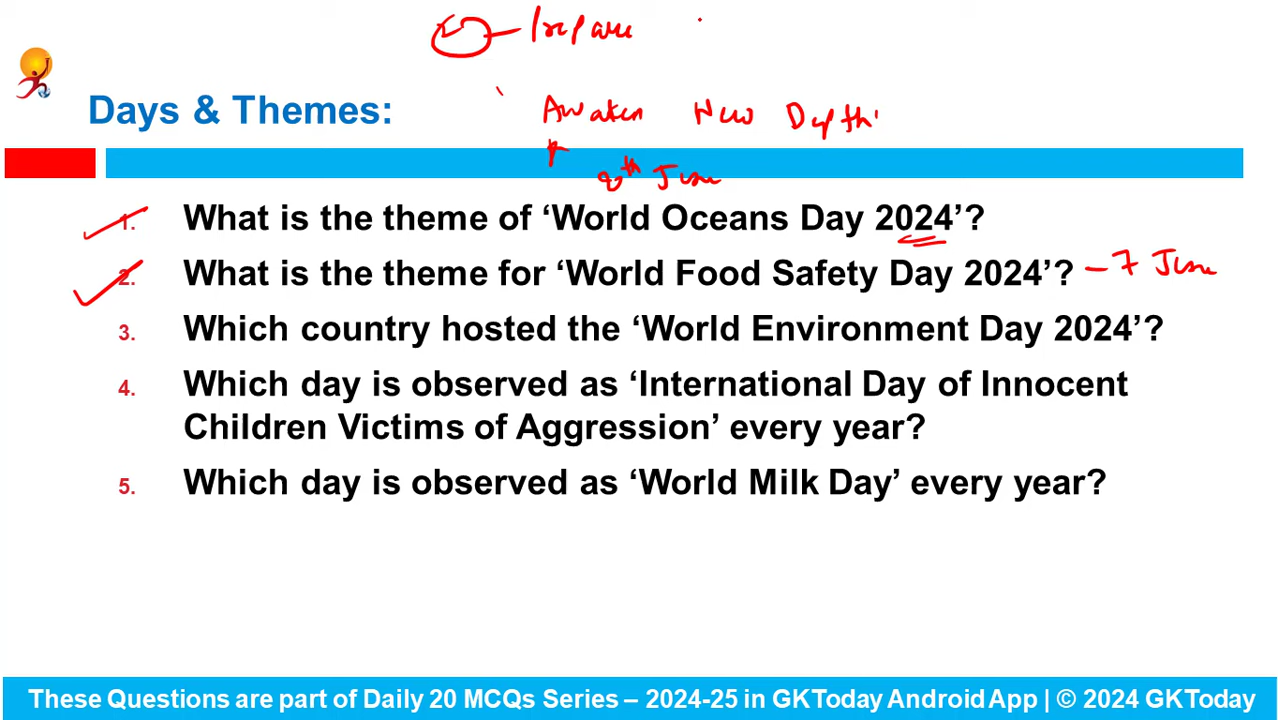 Prepare
Days & Themes:
Awaken New Depth
8th June
1. What is the theme of ‘World Oceans Day 2024’?
2. What is the theme for ‘World Food Safety Day 2024’? – 7 June
3. Which country hosted the ‘World Environment Day 2024’?
4. Which day is observed as ‘International Day of Innocent
Children Victims of Aggression’ every year?
5. Which day is observed as ‘World Milk Day’ every year?
These Questions are part of Daily 20 MCQs Series – 2024-25 in GKToday Android App | © 2024 GKToday